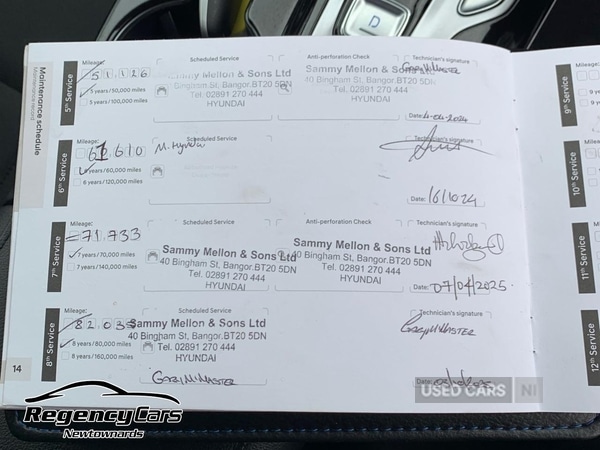 D
Maintenance schedule
Maintenance record
5th Service
Mileage:
51126
5 years/50,000 miles
5 years/100,000 miles
Scheduled Service
Sammy Mellon & Sons Ltd
Bingham St, Bangor.BT20 5DN
Tel. 02891 270 444
HYUNDAI
Anti-perforation Check
Sammy Mellon & Sons Ltd
40 Bingham St, Bangor.BT20 5DN
Tel. 02891 270 444
HYUNDAI
Technician's signature
Date:
6th Service
Mileage:
6 years/60,000 miles
6 years/120,000 miles
Scheduled Service
Technician's signature
Date: 16/10/24
7th Service
Mileage:
71,733
7 years/70,000 miles
7 years/140,000 miles
Scheduled Service
Sammy Mellon & Sons Ltd
40 Bingham St, Bangor.BT20 5DN
Tel. 02891 270 444
HYUNDAI
Anti-perforation Check
Sammy Mellon & Sons Ltd
40 Bingham St, Bangor.BT20 5DN
Tel. 02891 270 444
HYUNDAI
Technician's signature
Date: 07/04/2025
8th Service
Mileage:
82,035
8 years/80,000 miles
8 years/160,000 miles
Scheduled Service
Sammy Mellon & Sons Ltd
40 Bingham St, Bangor.BT20 5DN
Tel. 02891 270 444
HYUNDAI
Technician's signature
Date:
14
9th Service
10th Service
11th Service
12th Service
Regency Cars
Newtownards
USED CARS NI